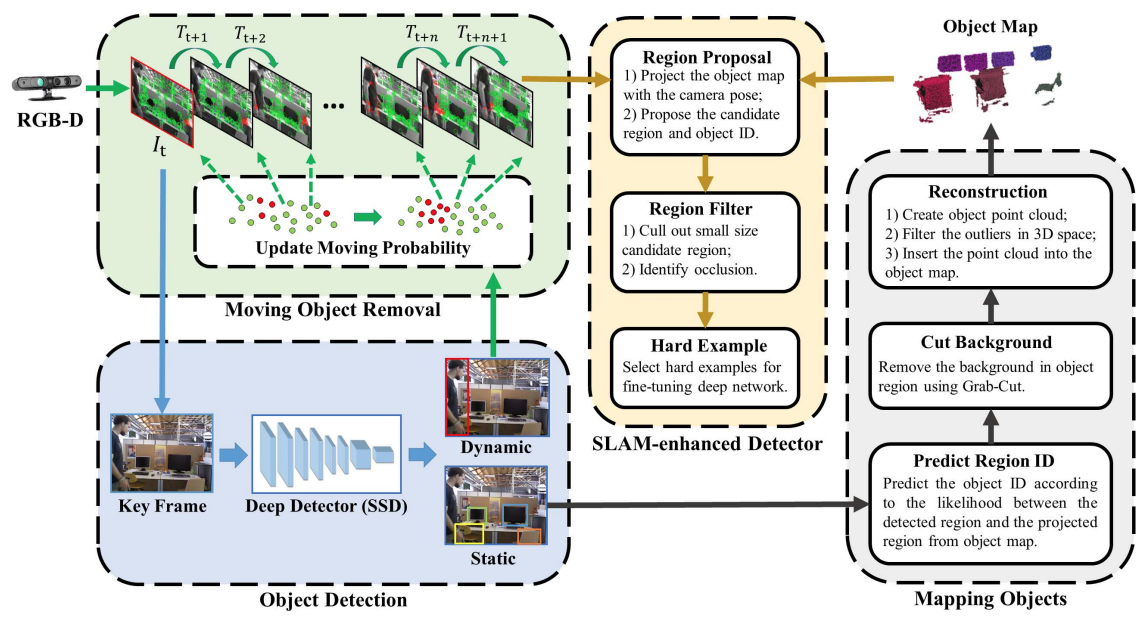 RGB-D
T_{t+1}
T_{t+2}
T_{t+n}
T_{t+n+1}
...
I_t
Update Moving Probability
Moving Object Removal
Key Frame
Deep Detector (SSD)
Dynamic
Static
Object Detection
Region Proposal
1) Project the object map
with the camera pose;
2) Propose the candidate
region and object ID.
Region Filter
1) Cull out small size
candidate region;
2) Identify occlusion.
Hard Example
Select hard examples for
fine-tuning deep network.
SLAM-enhanced Detector
Object Map
Reconstruction
1) Create object point cloud;
2) Filter the outliers in 3D space;
3) Insert the point cloud into the
object map.
Cut Background
Remove the background in object
region using Grab-Cut.
Predict Region ID
Predict the object ID according
to the likelihood between the
detected region and the projected
region from object map.
Mapping Objects